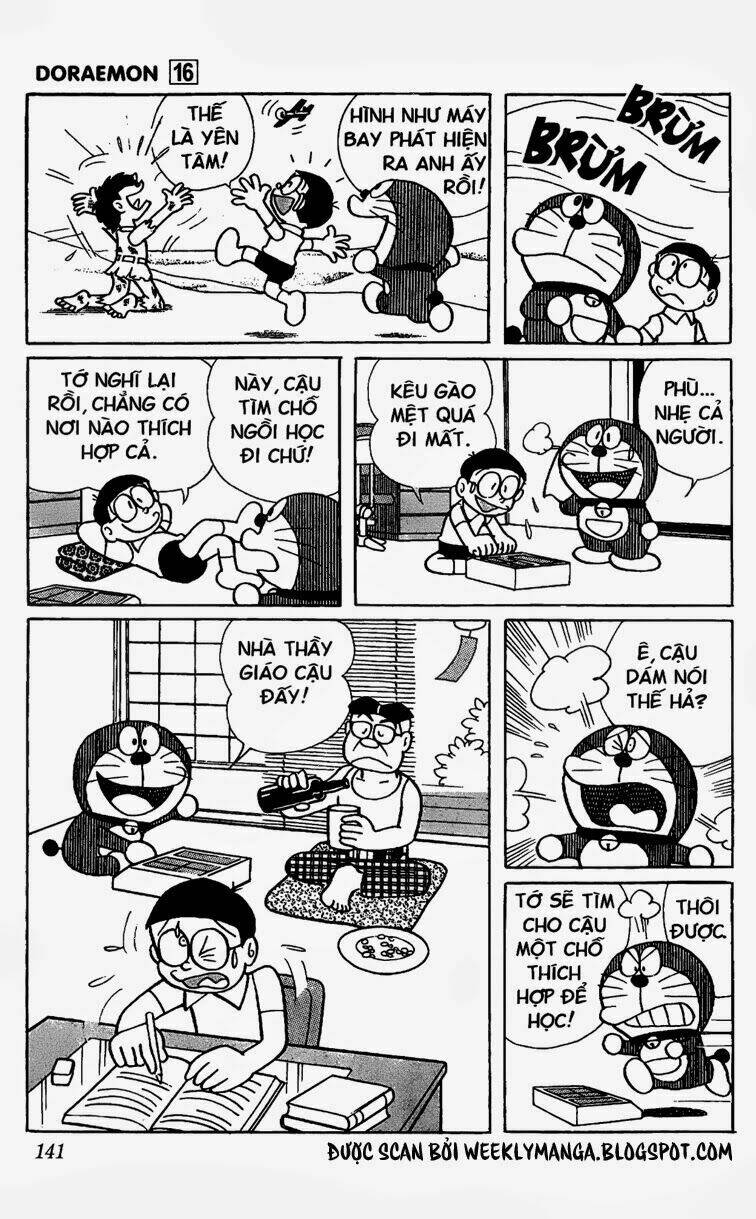 DORAEMON 16
BRỪM
BRỪM
HÌNH NHƯ MÁY
BAY PHÁT HIỆN
RA ANH ẤY
RỒI!
THẾ
LÀ YÊN
TÂM!
PHÙ...
NHẸ CẢ
NGƯỜI.
KÊU GÀO
MỆT QUÁ
ĐI MẤT.
NÀY, CẬU
TÌM CHỖ
NGỒI HỌC
ĐI CHỨ!
TỚ NGHĨ LẠI
RỒI, CHẲNG CÓ
NƠI NÀO THÍCH
HỢP CẢ.
Ê, CẬU
DÁM NÓI
THẾ HẢ?
THÔI
ĐƯỢC.
TỚ SẼ TÌM
CHO CẬU
MỘT CHỖ
THÍCH
HỢP ĐỂ
HỌC!
NHÀ THẦY
GIÁO CẬU
ĐẤY!
141
ĐƯỢC SCAN BỞI WEEKLYMANGA.BLOGSPOT.COM